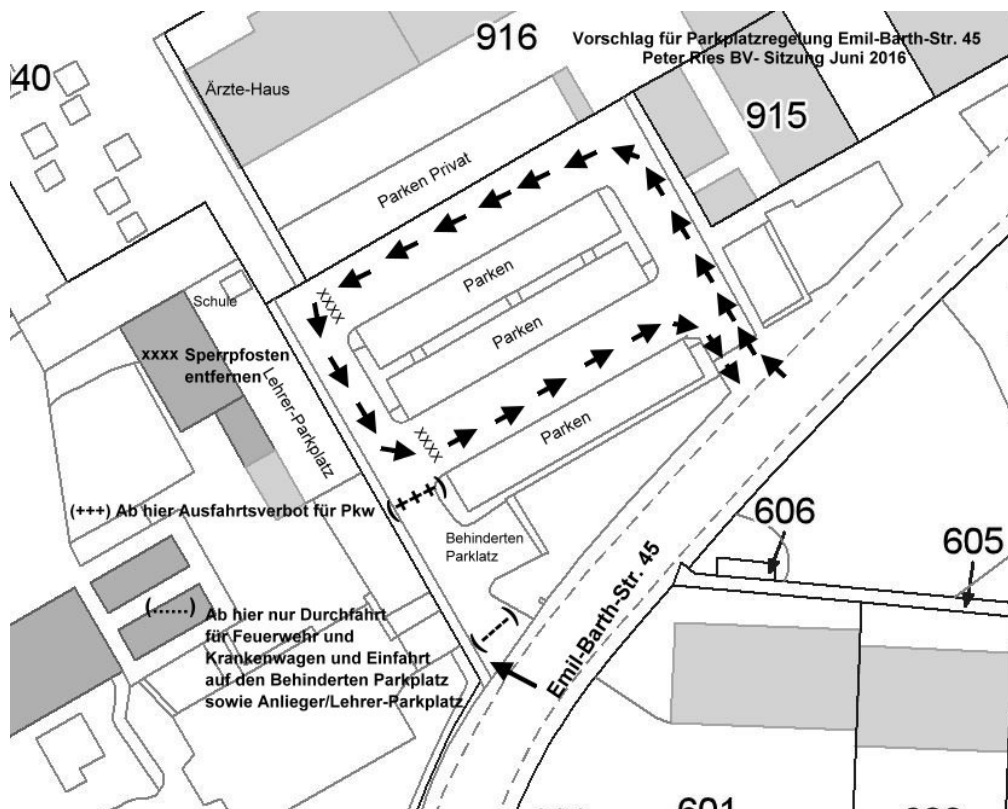 916
Vorschlag für Parkplatzregelung Emil-Barth-Str. 45
Peter Ries BV- Sitzung Juni 2016
40
Ärzte-Haus
915
Parken Privat
Parken
Parken
xxxx
Schule
xxxx Sperrpfosten
entfernen
Lehrer-Parkplatz
xxxx
Parken
(+++)
(+++) Ab hier Ausfahrtsverbot für Pkw
Behinderten
Parklatz
606
605
(......)
Ab hier nur Durchfahrt
für Feuerwehr und
Krankenwagen und Einfahrt
auf den Behinderten Parkplatz
sowie Anlieger/Lehrer-Parkplatz
(----)
Emil-Barth-Str. 45
601